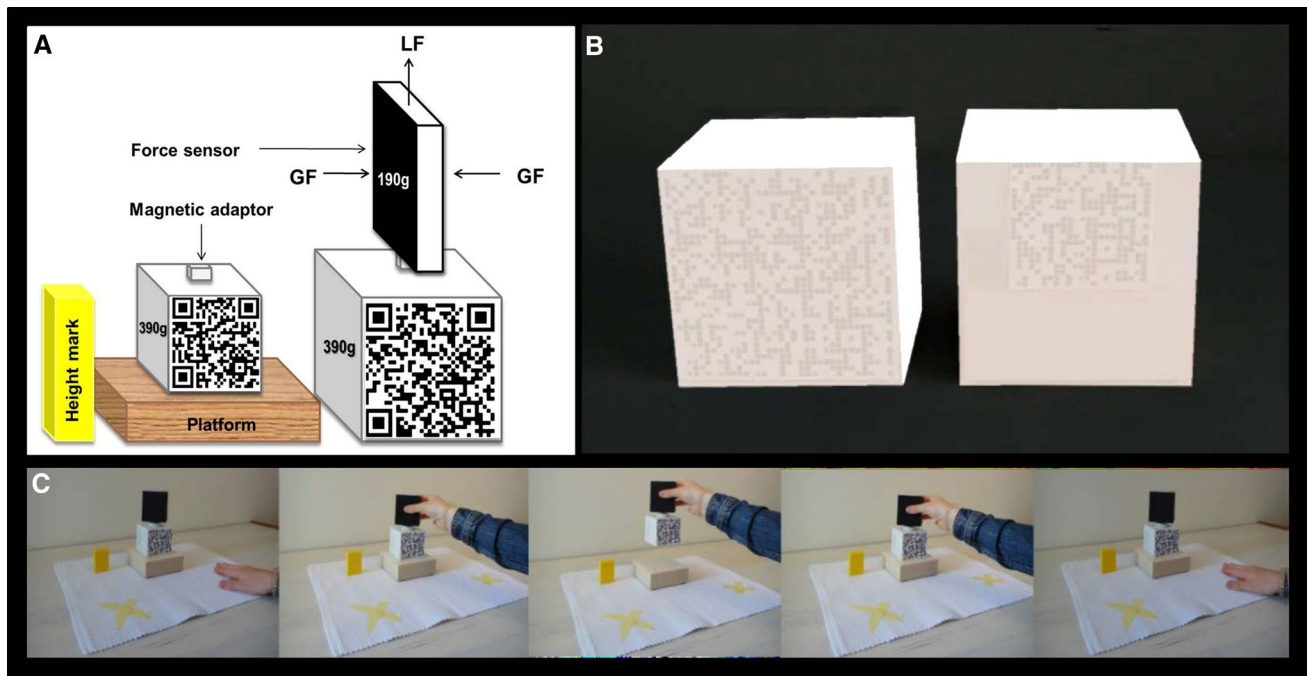 A
LF
Force sensor
GF
190g
GF
Magnetic adaptor
390g
390g
Height mark
Platform
B
C